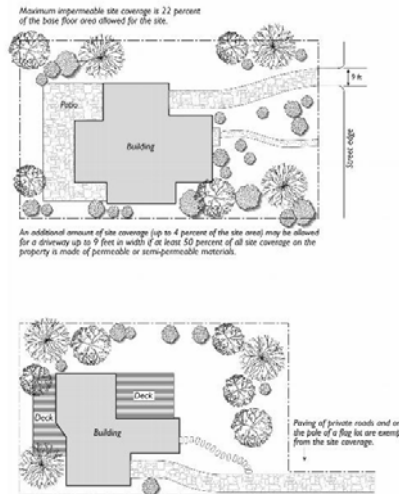 Maximum impermeable site coverage is 22 percent
of the base floor area allowed for the site.
9 ft
Patio
Building
Street edge
An additional amount of site coverage (up to 4 percent of the site area) may be allowed
for a driveway up to 9 feet in width if at least 50 percent of all site coverage on the
property is made of permeable or semi-permeable materials.
Deck
Deck
Building
Paving of private roads and on
the pole of a flag lot are exemp
from the site coverage.